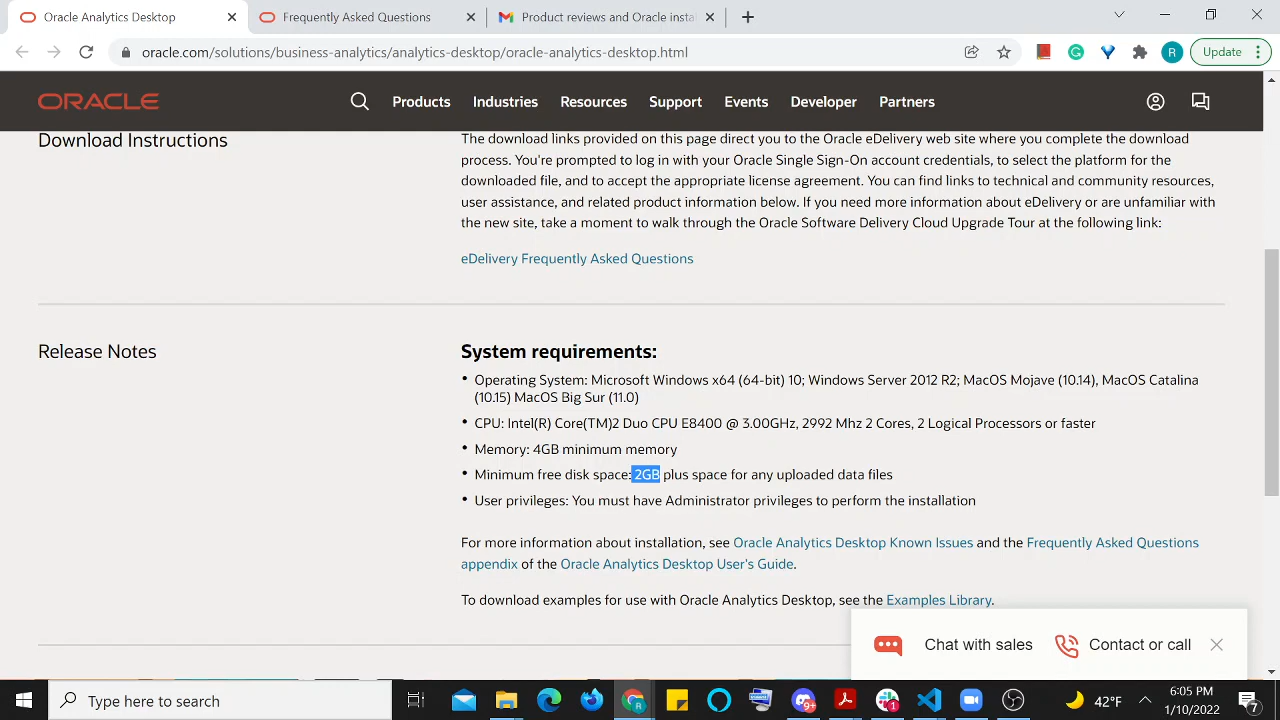 Oracle Analytics Desktop
Frequently Asked Questions
Product reviews and Oracle instal
oracle.com/solutions/business-analytics/analytics-desktop/oracle-analytics-desktop.html
R
Update
ORACLE
Products
Industries
Resources
Support
Events
Developer
Partners
Download Instructions
The download links provided on this page direct you to the Oracle eDelivery web site where you complete the download
process. You're prompted to log in with your Oracle Single Sign-On account credentials, to select the platform for the
downloaded file, and to accept the appropriate license agreement. You can find links to technical and community resources,
user assistance, and related product information below. If you need more information about eDelivery or are unfamiliar with
the new site, take a moment to walk through the Oracle Software Delivery Cloud Upgrade Tour at the following link:
eDelivery Frequently Asked Questions
Release Notes
System requirements:
• Operating System: Microsoft Windows x64 (64-bit) 10; Windows Server 2012 R2; MacOS Mojave (10.14), MacOS Catalina
(10.15) MacOS Big Sur (11.0)
• CPU: Intel(R) Core(TM)2 Duo CPU E8400 @ 3.00GHz, 2992 Mhz 2 Cores, 2 Logical Processors or faster
• Memory: 4GB minimum memory
• Minimum free disk space: 2GB plus space for any uploaded data files
• User privileges: You must have Administrator privileges to perform the installation
For more information about installation, see Oracle Analytics Desktop Known Issues and the Frequently Asked Questions
appendix of the Oracle Analytics Desktop User's Guide.
To download examples for use with Oracle Analytics Desktop, see the Examples Library.
Chat with sales
Contact or call
Type here to search
R
9+
1
42°F
6:05 PM
1/10/2022
7